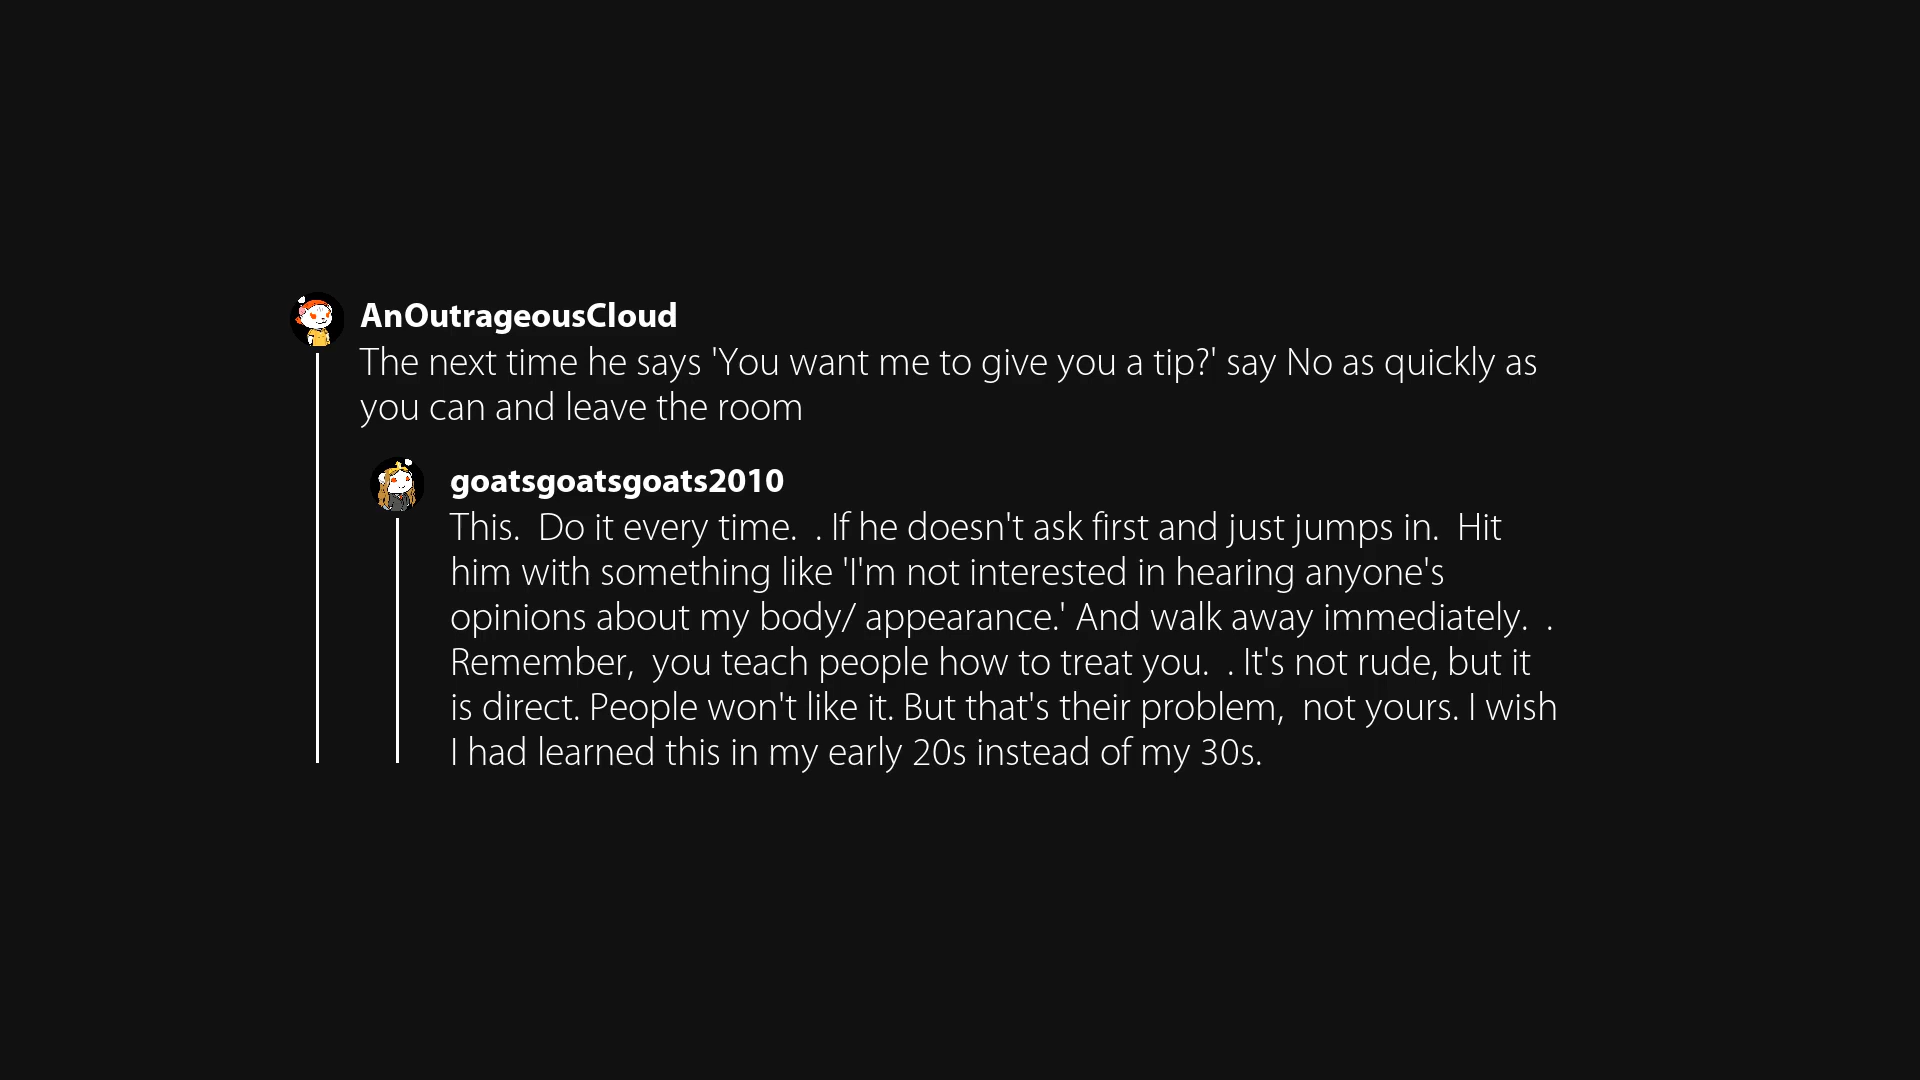 AnOutrageousCloud
The next time he says 'You want me to give you a tip?' say No as quickly as
you can and leave the room
goatsgoatsgoats2010
This.  Do it every time.  . If he doesn't ask first and just jumps in.  Hit
him with something like 'I'm not interested in hearing anyone's
opinions about my body/ appearance.' And walk away immediately.  .
Remember,  you teach people how to treat you.  . It's not rude, but it
is direct. People won't like it. But that's their problem,  not yours. I wish
I had learned this in my early 20s instead of my 30s.